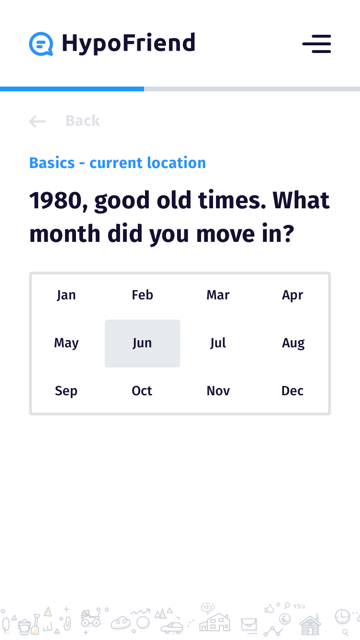 HypoFriend
Back
Basics - current location
1980, good old times. What
month did you move in?
Jan Feb Mar Apr
May Jun Jul Aug
Sep Oct Nov Dec